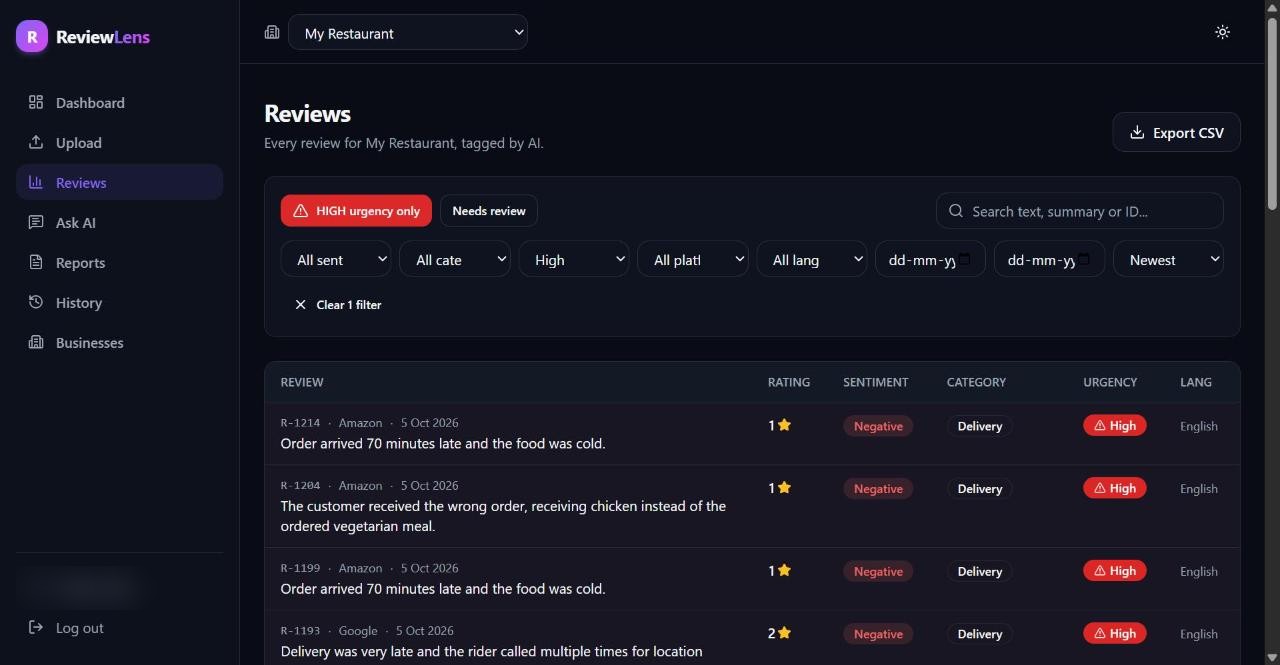 R ReviewLens
My Restaurant
Dashboard
Upload
Reviews
Ask AI
Reports
History
Businesses
Log out
Reviews
Every review for My Restaurant, tagged by AI.
Export CSV
HIGH urgency only
Needs review
Search text, summary or ID...
All sent
All cate
High
All platf
All lang
dd-mm-yy
dd-mm-yy
Newest
Clear 1 filter
REVIEW RATING SENTIMENT CATEGORY URGENCY LANG
R-1214 · Amazon · 5 Oct 2026
Order arrived 70 minutes late and the food was cold.
1 Negative Delivery High English
R-1204 · Amazon · 5 Oct 2026
The customer received the wrong order, receiving chicken instead of the
ordered vegetarian meal.
1 Negative Delivery High English
R-1199 · Amazon · 5 Oct 2026
Order arrived 70 minutes late and the food was cold.
1 Negative Delivery High English
R-1193 · Google · 5 Oct 2026
Delivery was very late and the rider called multiple times for location
2 Negative Delivery High English